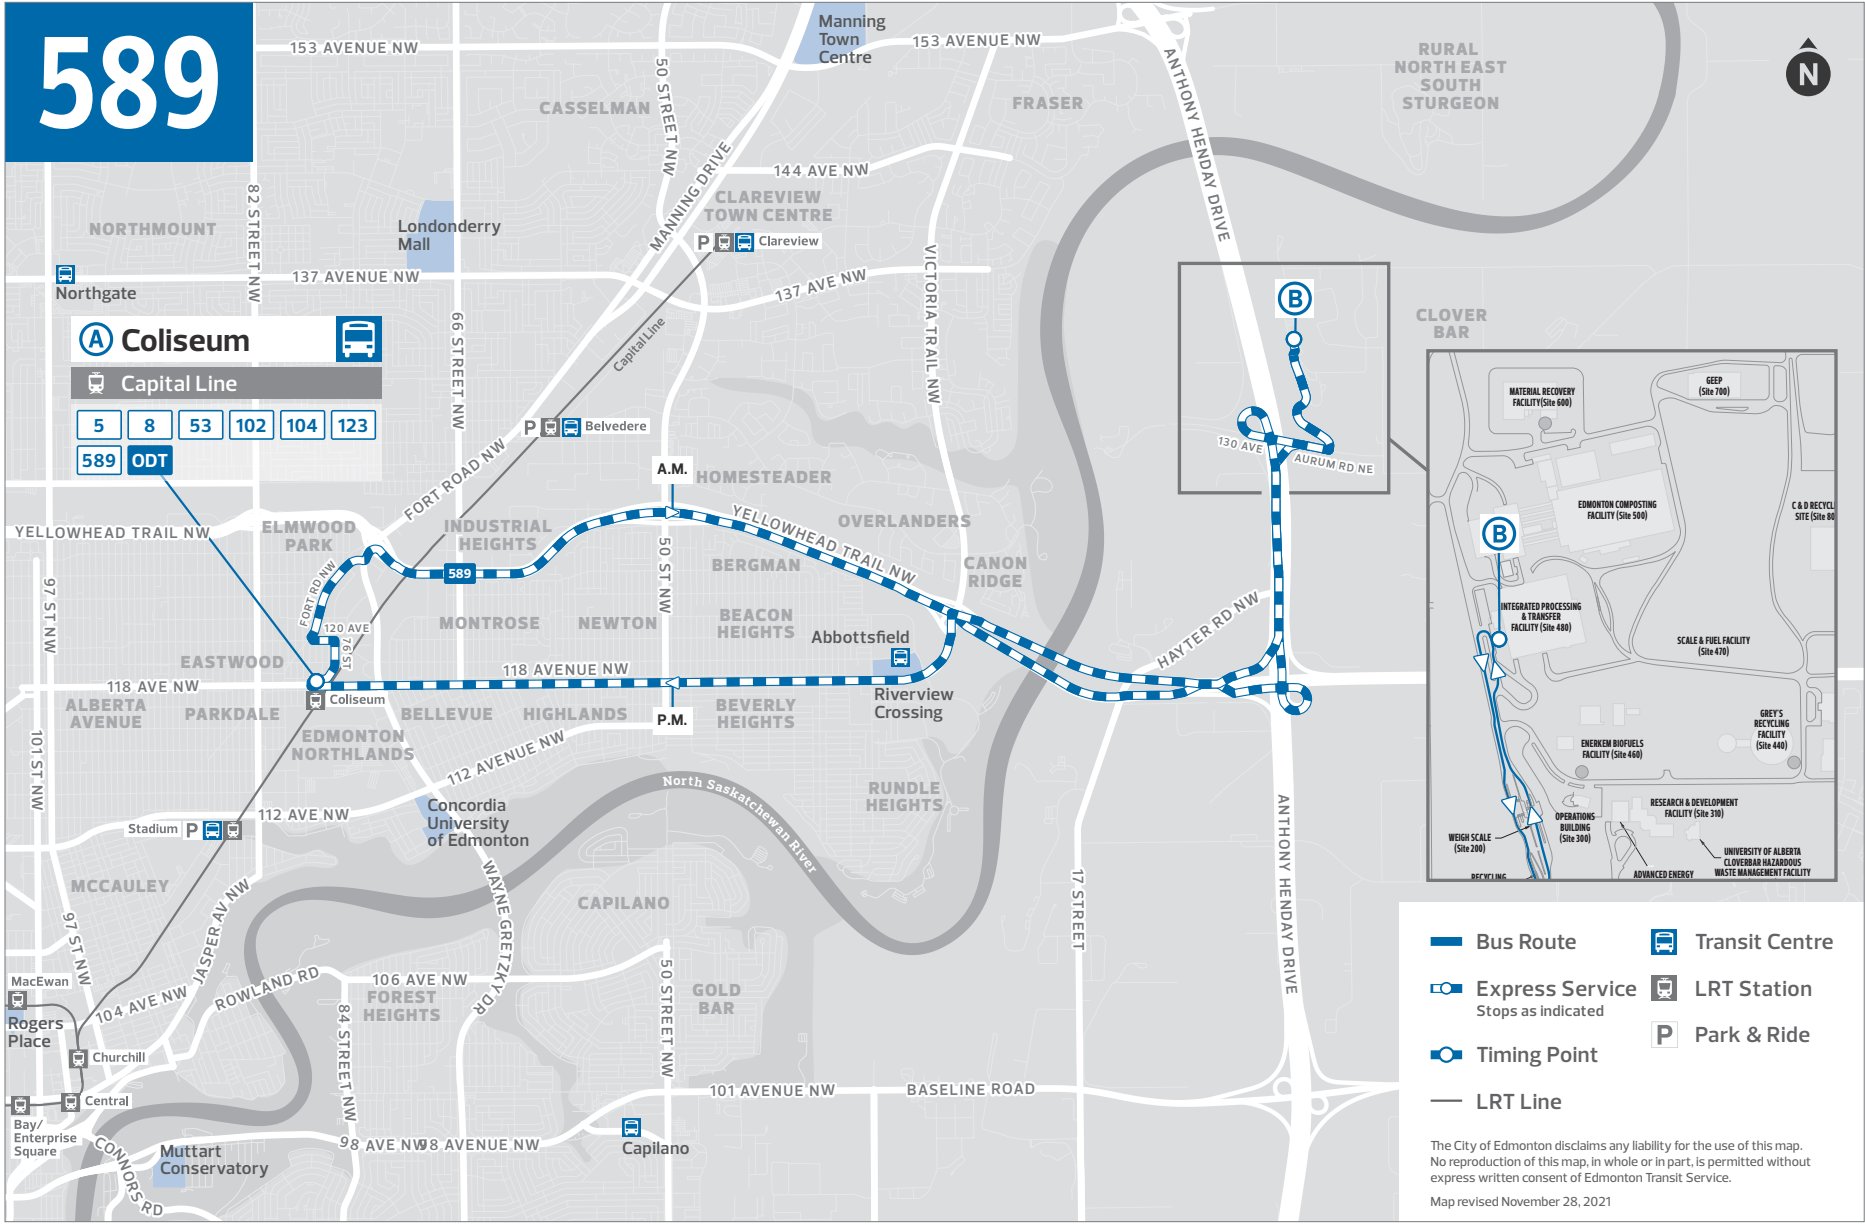 589
153 AVENUE NW
Manning
Town
Centre
153 AVENUE NW
RURAL
NORTH EAST
SOUTH
STURGEON
N
50 STREET NW
CASSELMAN
FRASER
ANTHONY HENDAY DRIVE
144 AVE NW
MANNING DRIVE
CLAREVIEW
TOWN CENTRE
P
Clareview
82 STREET NW
NORTHMOUNT
Londonderry
Mall
Northgate
137 AVENUE NW
137 AVE NW
VICTORIA TRAIL NW
66 STREET NW
Capital Line
B
CLOVER
BAR
A Coliseum
Capital Line
5
8
53
102
104
123
589
ODT
P
Belvedere
FORT ROAD NW
130 AVE
AURUM RD NE
A.M.
HOMESTEADER
YELLOWHEAD TRAIL NW
ELMWOOD
PARK
INDUSTRIAL
HEIGHTS
YELLOWHEAD TRAIL NW
OVERLANDERS
BERGMAN
CANON
RIDGE
589
50 ST NW
FORT RD NW
120 AVE
76 ST
97 ST NW
MONTROSE
NEWTON
BEACON
HEIGHTS
Abbottsfield
HAYTER RD NW
EASTWOOD
118 AVENUE NW
118 AVE NW
Coliseum
Riverview
Crossing
ALBERTA
AVENUE
PARKDALE
BELLEVUE
HIGHLANDS
P.M.
BEVERLY
HEIGHTS
EDMONTON
NORTHLANDS
112 AVENUE NW
101 ST NW
North Saskatchewan River
RUNDLE
HEIGHTS
Concordia
University
of Edmonton
112 AVE NW
Stadium P
ANTHONY HENDAY DRIVE
MCCAULEY
WAYNE GRETZKY DR
17 STREET
CAPILANO
97 ST NW
JASPER AV NW
MacEwan
Rogers
Place
104 AVE NW
ROWLAND RD
106 AVE NW
FOREST
HEIGHTS
50 STREET NW
GOLD
BAR
84 STREET NW
Churchill
Central
101 AVENUE NW
BASELINE ROAD
Bay/
Enterprise
Square
CONNORS RD
Muttart
Conservatory
98 AVE NW
98 AVENUE NW
Capilano
MATERIAL RECOVERY
FACILITY(Site 600)
GEEP
(Site 700)
EDMONTON COMPOSTING
FACILITY (Site 500)
C & D RECYCL
SITE (Site 80
B
INTEGRATED PROCESSING
& TRANSFER
FACILITY (Site 480)
SCALE & FUEL FACILITY
(Site 470)
GREY'S
RECYCLING
FACILITY
(Site 440)
ENERKEM BIOFUELS
FACILITY (Site 460)
RESEARCH & DEVELOPMENT
FACILITY (Site 310)
OPERATIONS
BUILDING
(Site 300)
WEIGH SCALE
(Site 200)
UNIVERSITY OF ALBERTA
CLOVERBAR HAZARDOUS
WASTE MANAGEMENT FACILITY
ADVANCED ENERGY
RECYCLING
Bus Route
Transit Centre
Express Service
Stops as indicated
LRT Station
Timing Point
P Park & Ride
LRT Line
The City of Edmonton disclaims any liability for the use of this map.
No reproduction of this map, in whole or in part, is permitted without
express written consent of Edmonton Transit Service.
Map revised November 28, 2021